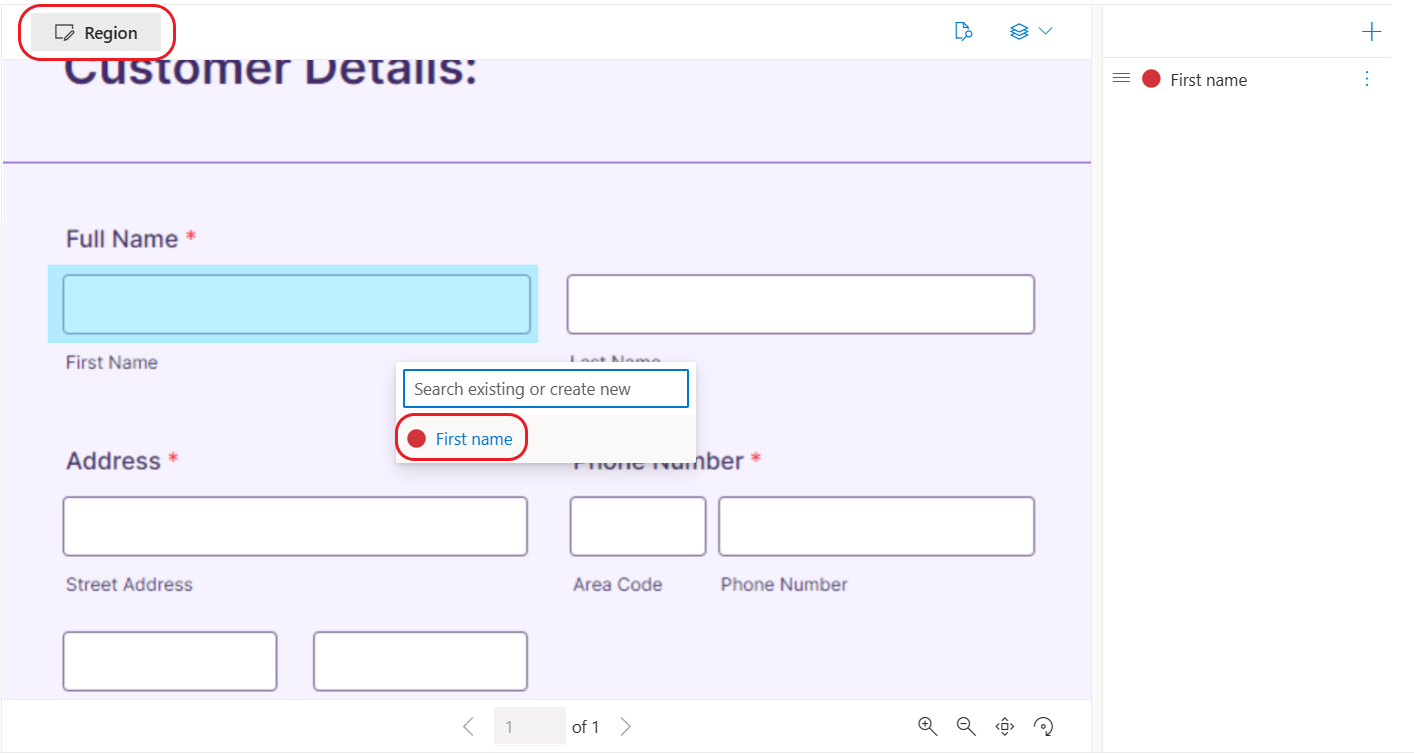 Region
Customer Details:
First name
Full Name *
First Name
Last Name
Search existing or create new
First name
Address *
Phone Number *
Street Address
Area Code
Phone Number
1 of 1